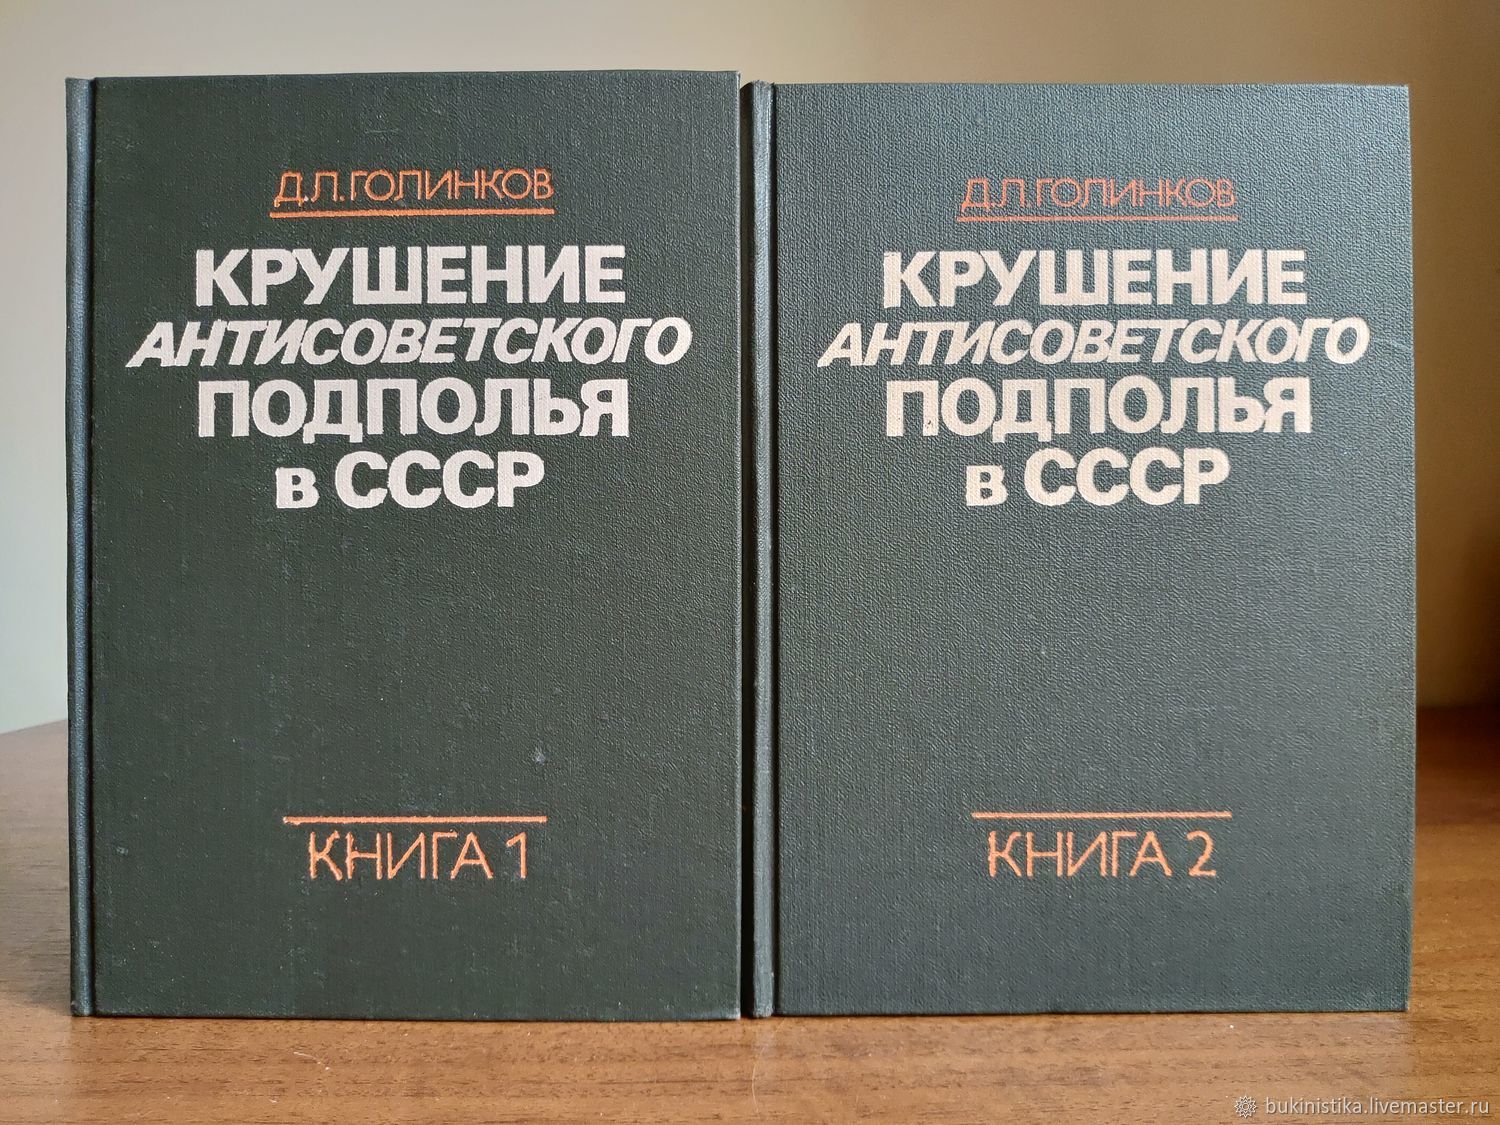 Д.Л.ГОЛИНКОВ
КРУШЕНИЕ
АНТИСОВЕТСКОГО
ПОДПОЛЬЯ
в СССР
КНИГА 1
Д.Л.ГОЛИНКОВ
КРУШЕНИЕ
АНТИСОВЕТСКОГО
ПОДПОЛЬЯ
в СССР
КНИГА 2
bukinistika.livemaster.ru